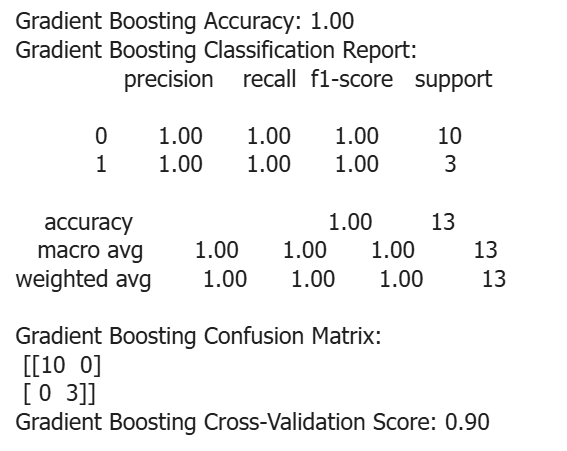 Gradient Boosting Accuracy: 1.00
Gradient Boosting Classification Report:
precision recall f1-score support
0 1.00 1.00 1.00 10
1 1.00 1.00 1.00 3
accuracy 1.00 13
macro avg 1.00 1.00 1.00 13
weighted avg 1.00 1.00 1.00 13
Gradient Boosting Confusion Matrix:
[[10 0]
[ 0 3]]
Gradient Boosting Cross-Validation Score: 0.90